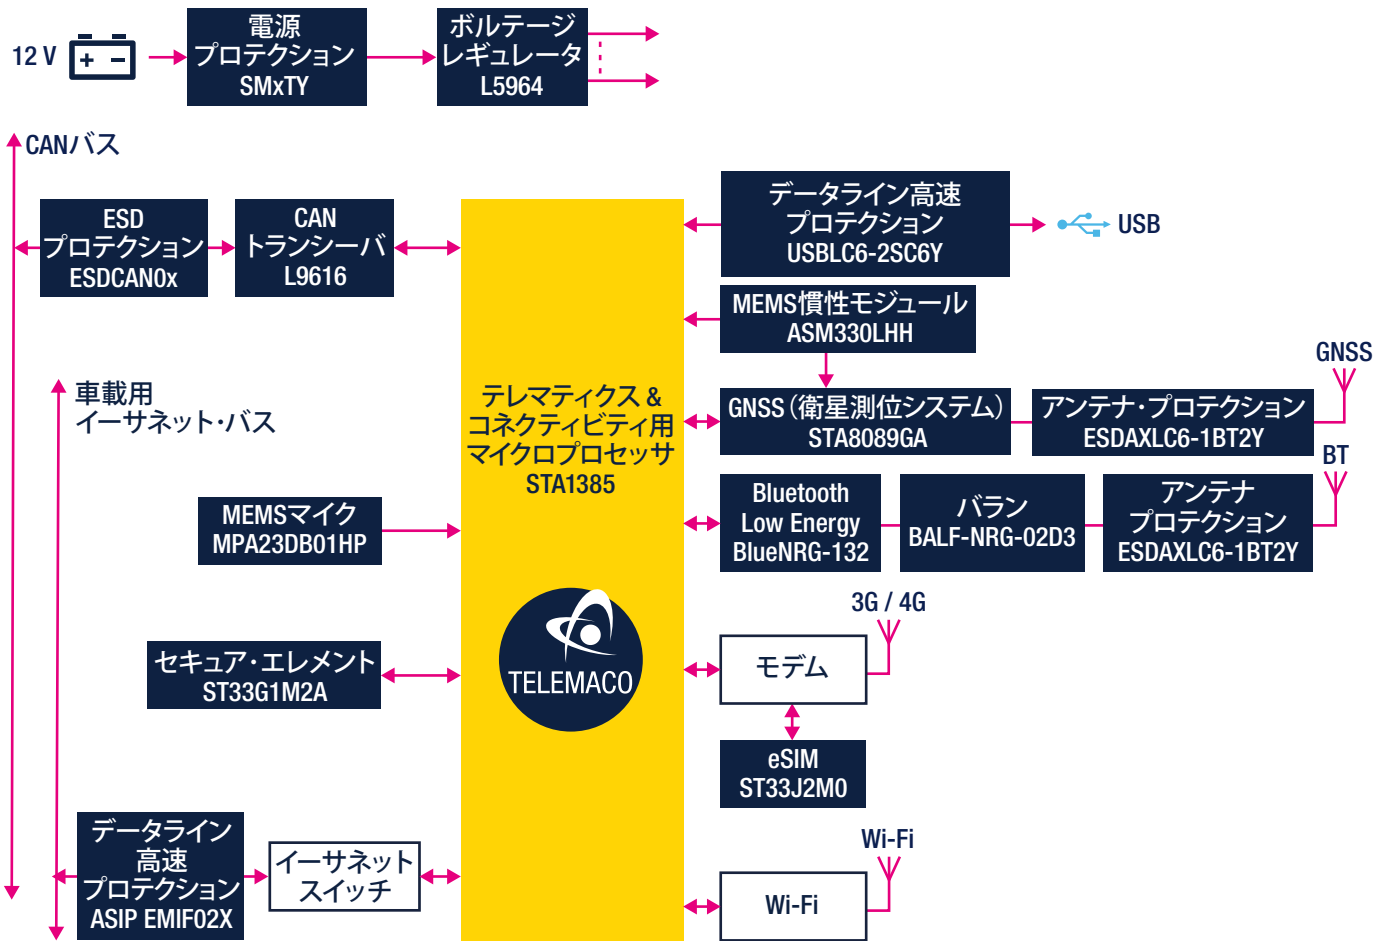 12 V
電源
プロテクション
SMxTY
ボルテージ
レギュレータ
L5964
CANバス
ESD
プロテクション
ESDCAN0x
CAN
トランシーバ
L9616
車載用
イーサネット・バス
MEMSマイク
MPA23DB01HP
セキュア・エレメント
ST33G1M2A
データライン
高速
プロテクション
ASIP EMIF02X
イーサネット
スイッチ
テレマティクス &
コネクティビティ用
マイクロプロセッサ
STA1385
TELEMACO
データライン高速
プロテクション
USBLC6-2SC6Y
USB
MEMS慣性モジュール
ASM330LHH
GNSS（衛星測位システム）
STA8089GA
アンテナ・プロテクション
ESDAXLC6-1BT2Y
GNSS
Bluetooth
Low Energy
BlueNRG-132
バラン
BALF-NRG-02D3
アンテナ
プロテクション
ESDAXLC6-1BT2Y
BT
3G / 4G
モデム
eSIM
ST33J2M0
Wi-Fi
Wi-Fi